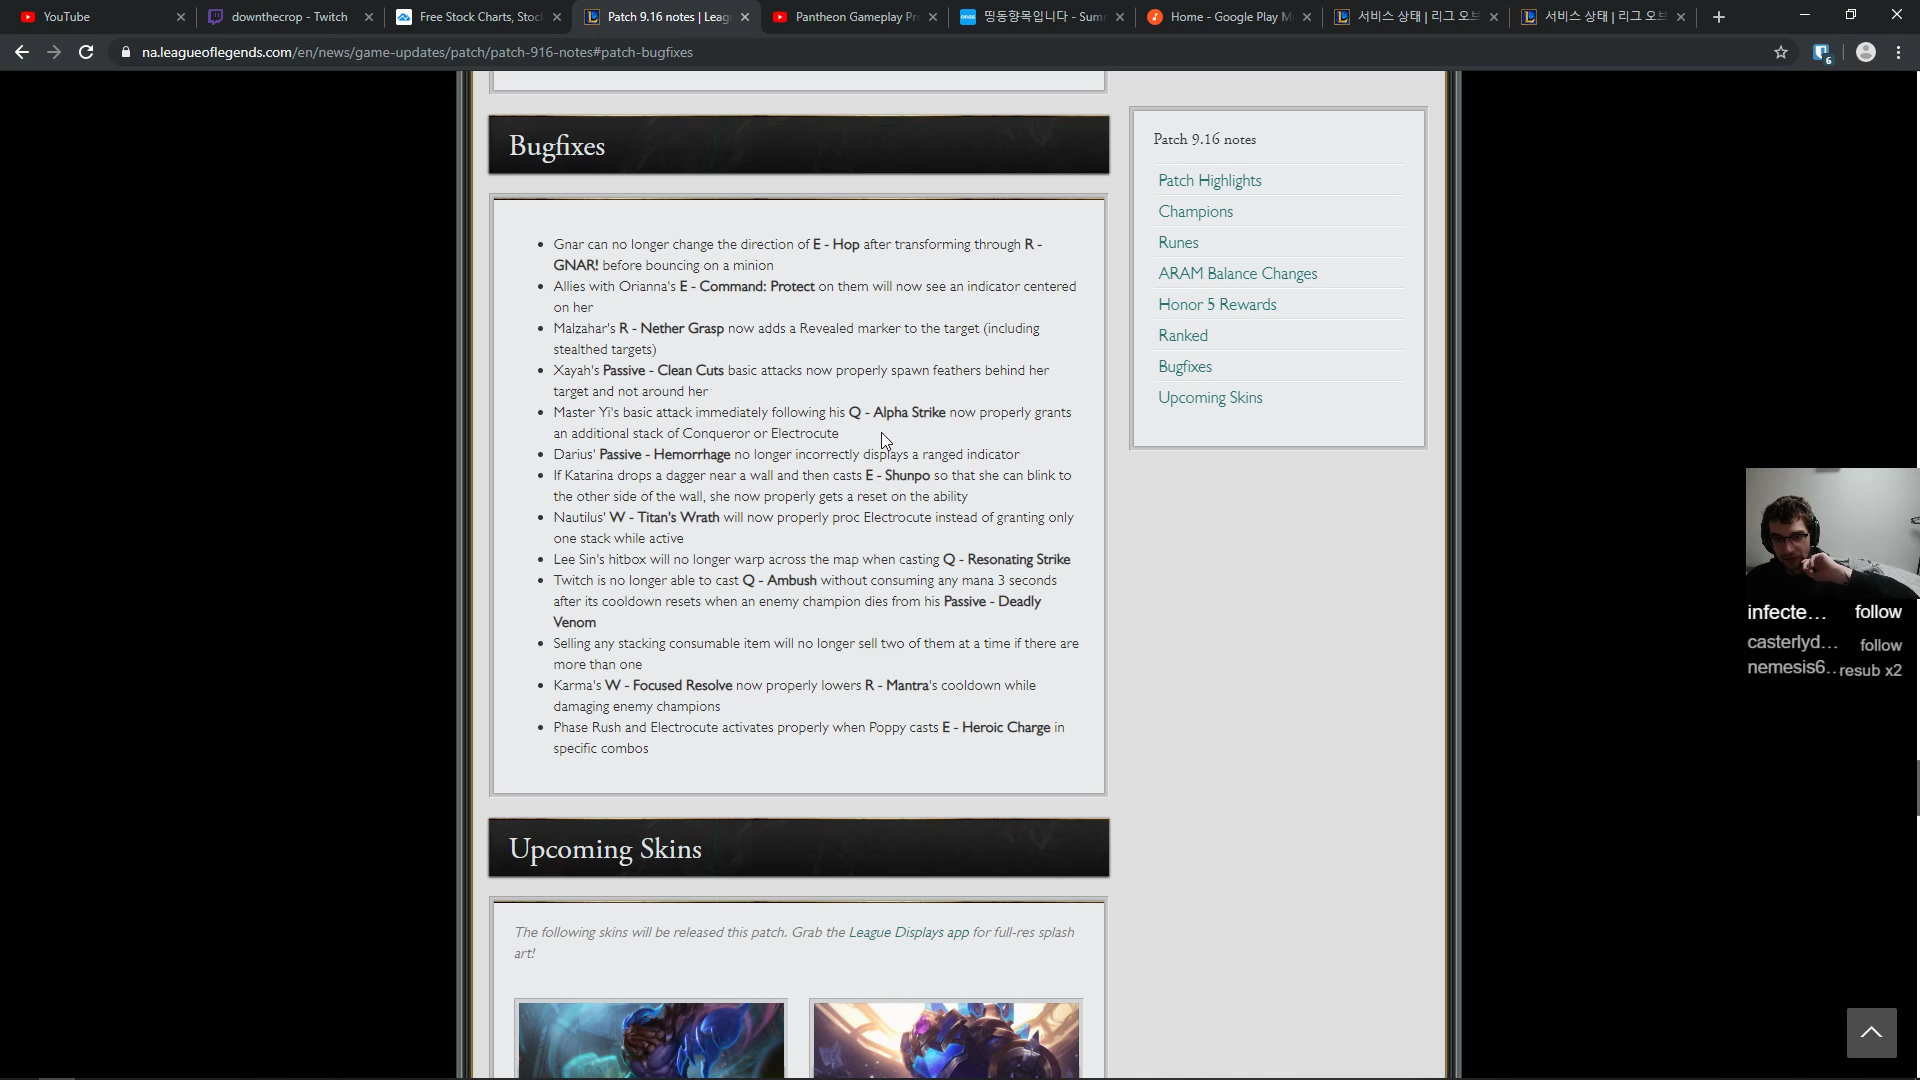 YouTube
downthecrop - Twitch
Free Stock Charts, Stoc
Patch 9.16 notes | Leag
Pantheon Gameplay Pr
띵동향목입니다 - Sum
Home - Google Play M
서비스 상태 | 리그 오브
서비스 상태 | 리그 오브
na.leagueoflegends.com/en/news/game-updates/patch/patch-916-notes#patch-bugfixes
6
Bugfixes
Gnar can no longer change the direction of E - Hop after transforming through R -
GNAR! before bouncing on a minion
Allies with Orianna's E - Command: Protect on them will now see an indicator centered
on her
Malzahar's R - Nether Grasp now adds a Revealed marker to the target (including
stealthed targets)
Xayah's Passive - Clean Cuts basic attacks now properly spawn feathers behind her
target and not around her
Master Yi's basic attack immediately following his Q - Alpha Strike now properly grants
an additional stack of Conqueror or Electrocute
Darius' Passive - Hemorrhage no longer incorrectly displays a ranged indicator
If Katarina drops a dagger near a wall and then casts E - Shunpo so that she can blink to
the other side of the wall, she now properly gets a reset on the ability
Nautilus' W - Titan's Wrath will now properly proc Electrocute instead of granting only
one stack while active
Lee Sin's hitbox will no longer warp across the map when casting Q - Resonating Strike
Twitch is no longer able to cast Q - Ambush without consuming any mana 3 seconds
after its cooldown resets when an enemy champion dies from his Passive - Deadly
Venom
Selling any stacking consumable item will no longer sell two of them at a time if there are
more than one
Karma's W - Focused Resolve now properly lowers R - Mantra's cooldown while
damaging enemy champions
Phase Rush and Electrocute activates properly when Poppy casts E - Heroic Charge in
specific combos
Upcoming Skins
The following skins will be released this patch. Grab the League Displays app for full-res splash
art!
Patch 9.16 notes
Patch Highlights
Champions
Runes
ARAM Balance Changes
Honor 5 Rewards
Ranked
Bugfixes
Upcoming Skins
infecte... follow
casterlyd... follow
nemesis6.. resub x2